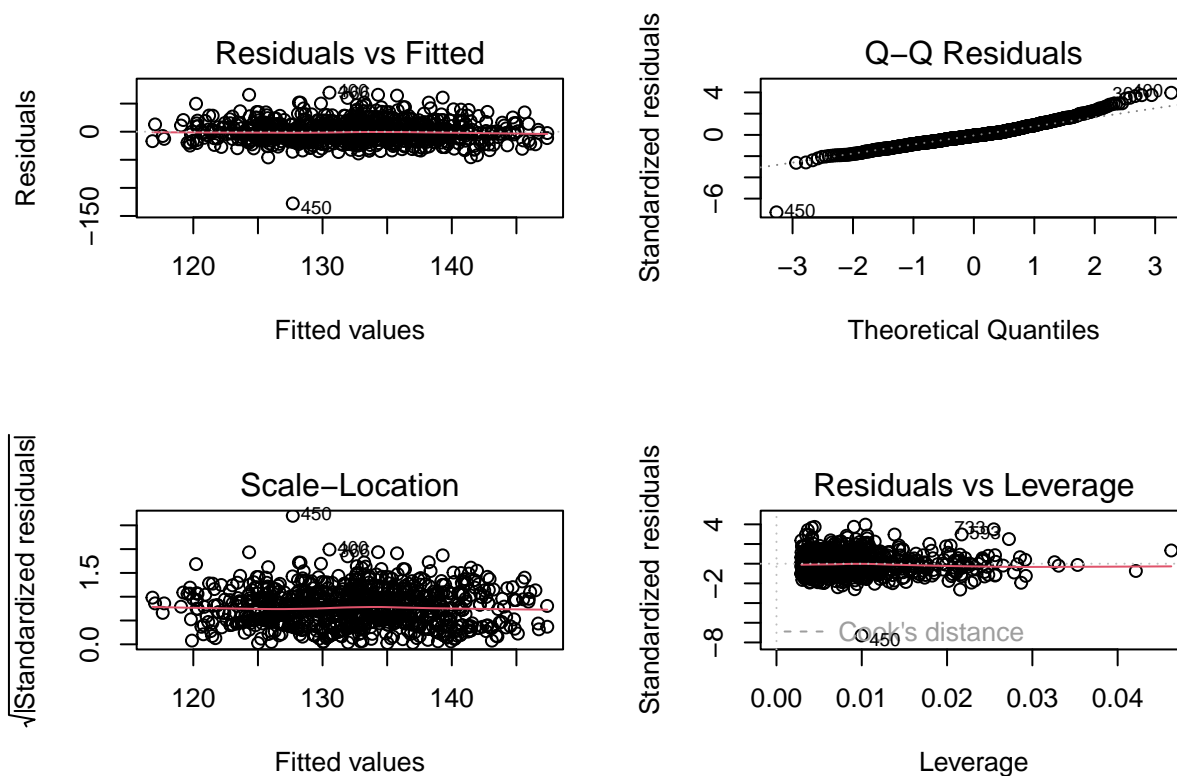 Residuals vs Fitted
Residuals
0
−150
120
130
140
Fitted values
450
Q−Q Residuals
Standardized residuals
4
0
−6
−3
−2
−1
0
1
2
3
Theoretical Quantiles
450
Scale−Location
√|Standardized residuals|
1.5
0.0
120
130
140
Fitted values
450
Residuals vs Leverage
Standardized residuals
4
−2
−8
0.00
0.01
0.02
0.03
0.04
Leverage
Cook's distance
450
733
593